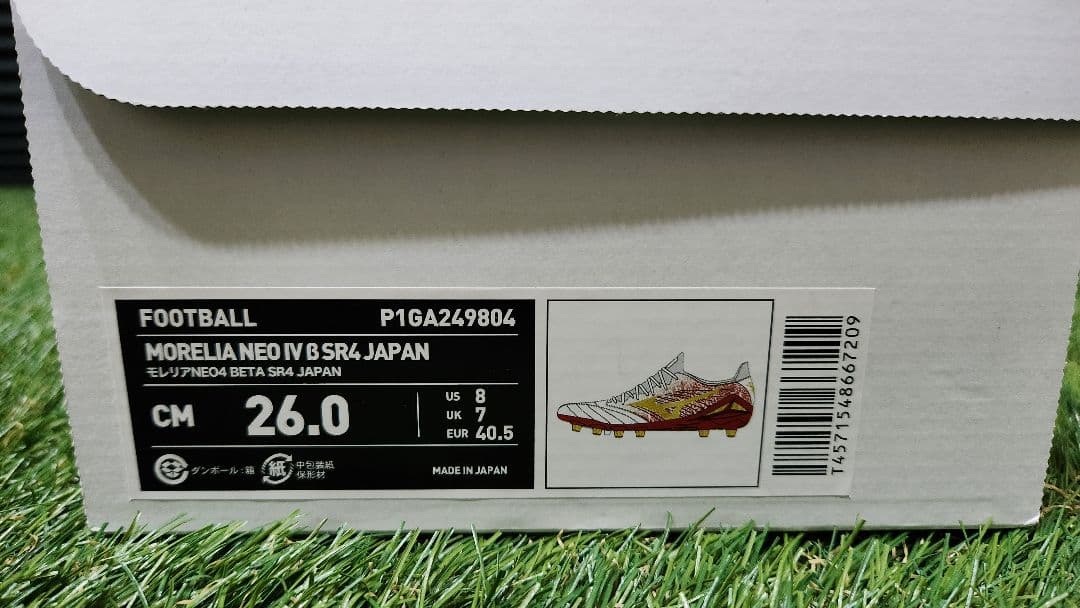 FOOTBALL P1GA249804
MORELIA NEO IV β SR4 JAPAN
モレリアNEO4 BETA SR4 JAPAN
CM 26.0
US 8
UK 7
EUR 40.5
ダンボール:箱
紙
中包装紙
保形材
MADE IN JAPAN
T4571548667209